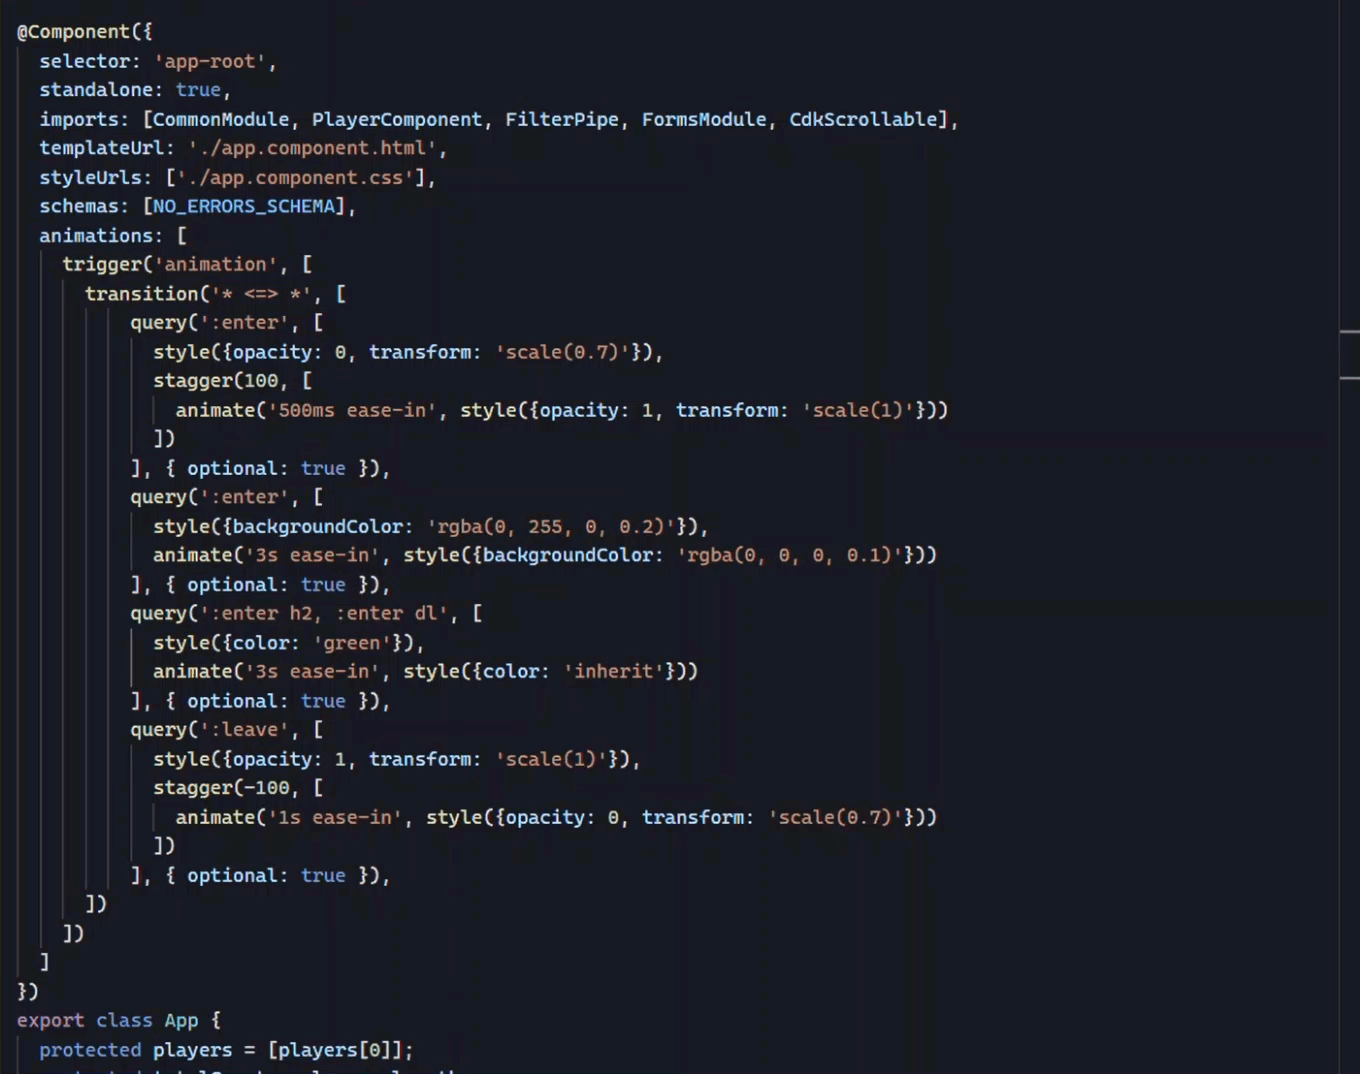 @Component({
selector: 'app-root',
standalone: true,
imports: [CommonModule, PlayerComponent, FilterPipe, FormsModule, CdkScrollable],
templateUrl: './app.component.html',
styleUrls: ['./app.component.css'],
schemas: [NO_ERRORS_SCHEMA],
animations: [
trigger('animation', [
transition('* <=> *', [
query(':enter', [
style({opacity: 0, transform: 'scale(0.7)'}),
stagger(100, [
animate('500ms ease-in', style({opacity: 1, transform: 'scale(1)'}))
])
], { optional: true }),
query(':enter', [
style({backgroundColor: 'rgba(0, 255, 0, 0.2)'}),
animate('3s ease-in', style({backgroundColor: 'rgba(0, 0, 0, 0.1)'}))
], { optional: true }),
query(':enter h2, :enter dl', [
style({color: 'green'}),
animate('3s ease-in', style({color: 'inherit'}))
], { optional: true }),
query(':leave', [
style({opacity: 1, transform: 'scale(1)'}),
stagger(-100, [
animate('1s ease-in', style({opacity: 0, transform: 'scale(0.7)'}))
])
], { optional: true }),
])
])
]
})
export class App {
protected players = [players[0]];